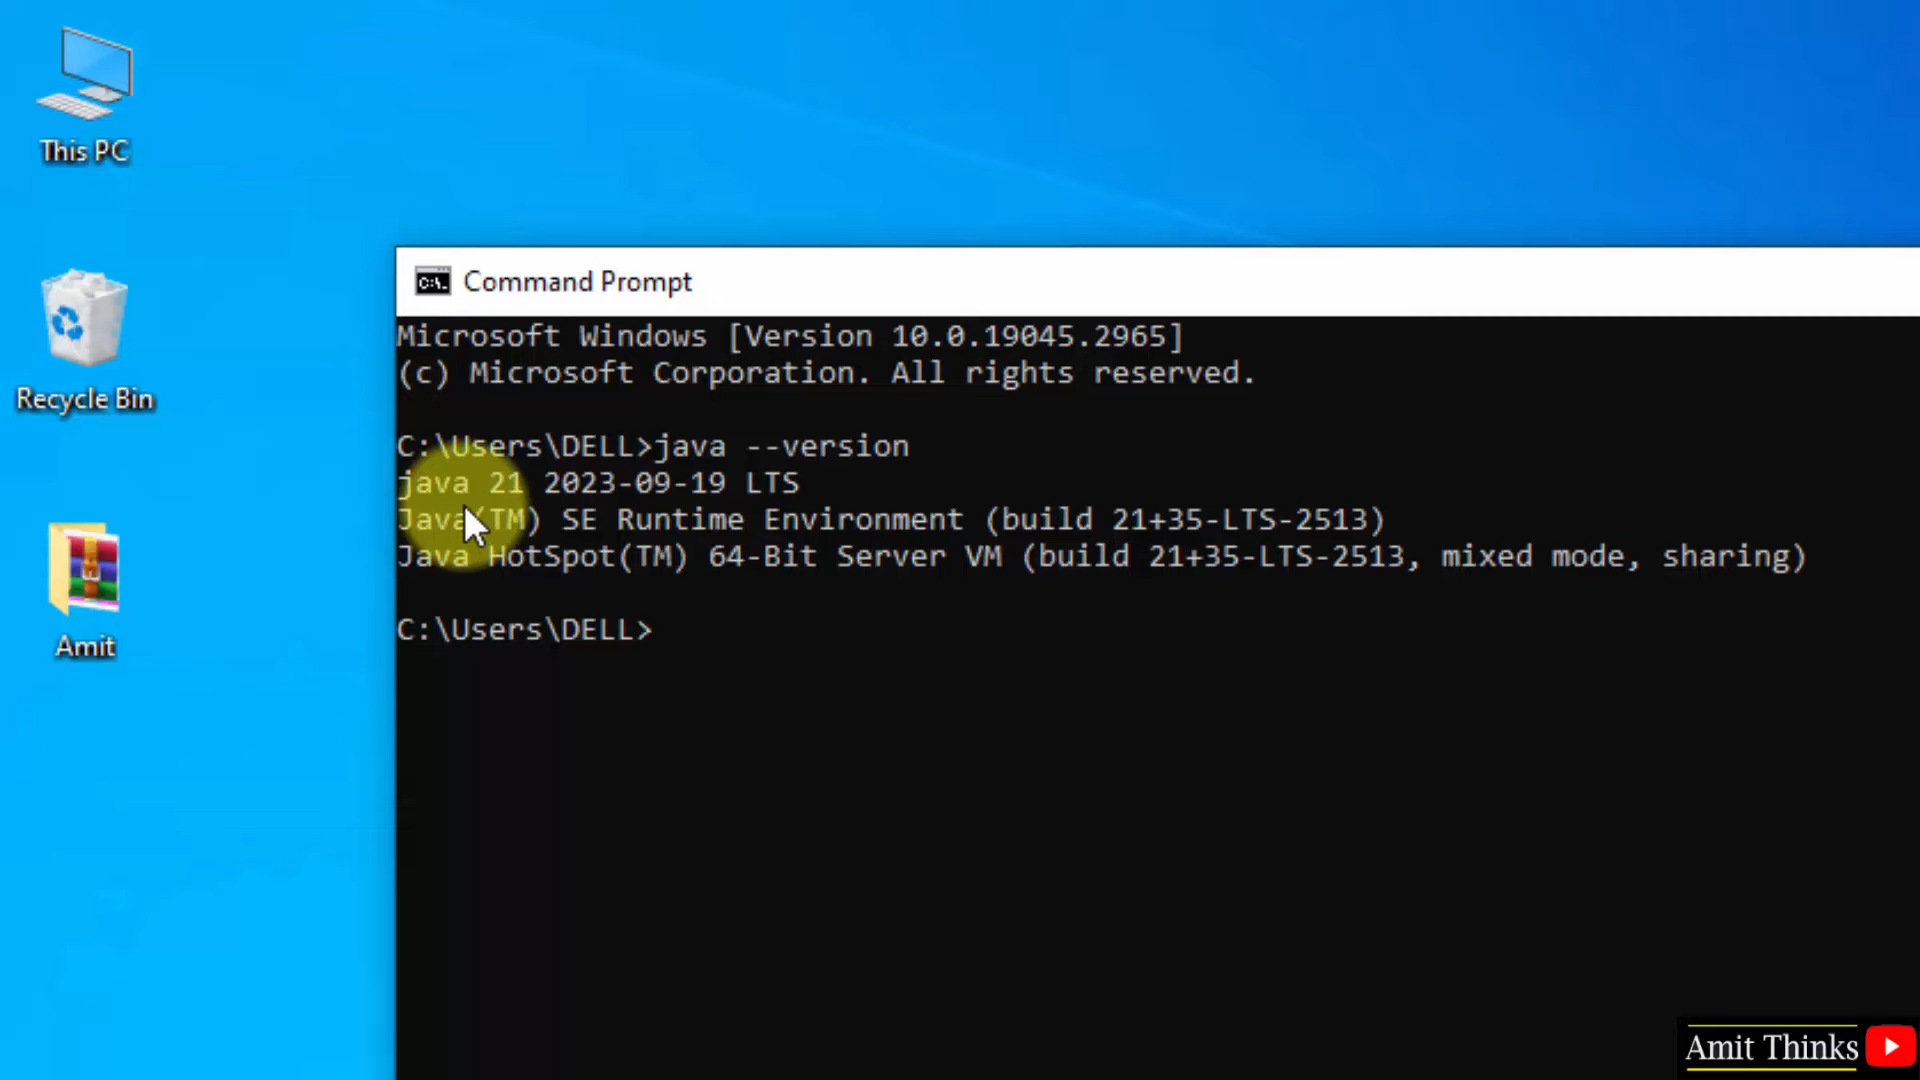 This PC
Recycle Bin
Amit
Command Prompt
Microsoft Windows [Version 10.0.19045.2965]
(c) Microsoft Corporation. All rights reserved.
C:\Users\DELL>java --version
java 21 2023-09-19 LTS
Java(TM) SE Runtime Environment (build 21+35-LTS-2513)
Java HotSpot(TM) 64-Bit Server VM (build 21+35-LTS-2513, mixed mode, sharing)
C:\Users\DELL>
Amit Thinks